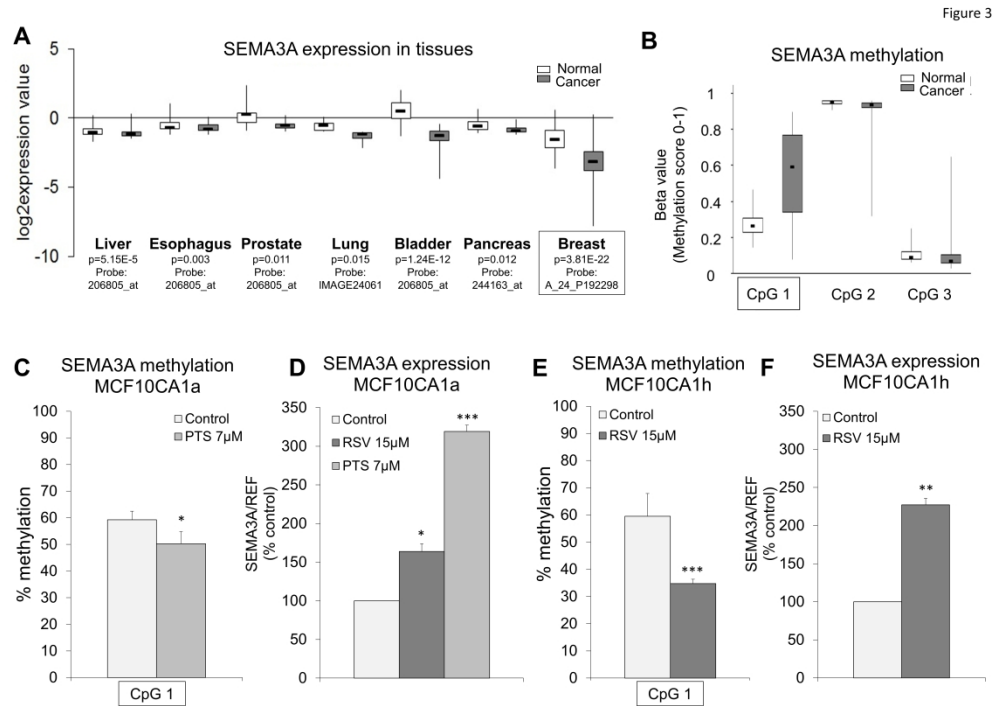 Figure 3
A
SEMA3A expression in tissues
Normal
Cancer
log2expression value
5
0
-5
-10
Liver
p=5.15E-5
Probe:
206805_at
Esophagus
p=0.003
Probe:
206805_at
Prostate
p=0.011
Probe:
206805_at
Lung
p=0.015
Probe:
IMAGE24061
Bladder
p=1.24E-12
Probe:
206805_at
Pancreas
p=0.012
Probe:
244163_at
Breast
p=3.81E-22
Probe:
A_24_P192298
B
SEMA3A methylation
Normal
Cancer
Beta value
(Methylation score 0-1)
1
0.8
0.6
0.4
0.2
0
CpG 1
CpG 2
CpG 3
C
SEMA3A methylation
MCF10CA1a
Control
PTS 7µM
% methylation
100
90
80
70
60
50
40
30
20
10
0
*
CpG 1
D
SEMA3A expression
MCF10CA1a
Control
RSV 15µM
PTS 7µM
SEMA3A/REF
(% control)
350
300
250
200
150
100
50
0
*
***
E
SEMA3A methylation
MCF10CA1h
Control
RSV 15µM
% methylation
100
90
80
70
60
50
40
30
20
10
0
***
CpG 1
F
SEMA3A expression
MCF10CA1h
Control
RSV 15µM
SEMA3A/REF
(% control)
350
300
250
200
150
100
50
0
**